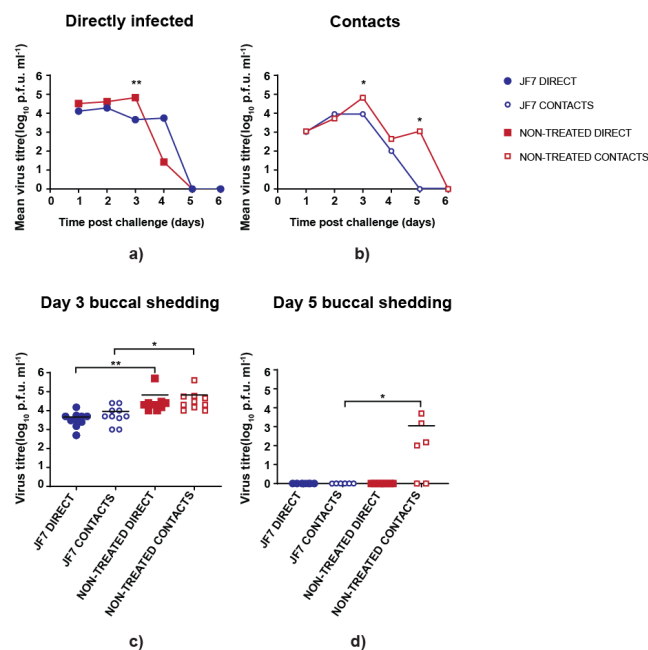 Directly infected
Mean virus titre(log10 p.f.u. ml-1)
6
5
4
3
2
1
0
**
0 1 2 3 4 5 6
Time post challenge (days)
a)
Contacts
Mean virus titre(log10 p.f.u. ml-1)
6
5
4
3
2
1
0
*
*
0 1 2 3 4 5 6
Time post challenge (days)
b)
JF7 DIRECT
JF7 CONTACTS
NON-TREATED DIRECT
NON-TREATED CONTACTS
Day 3 buccal shedding
Virus titre(log10 p.f.u. ml-1)
*
**
6
5
4
3
2
1
0
JF7 DIRECT
JF7 CONTACTS
NON-TREATED DIRECT
NON-TREATED CONTACTS
c)
Day 5 buccal shedding
Virus titre(log10 p.f.u. ml-1)
*
6
5
4
3
2
1
0
JF7 DIRECT
JF7 CONTACTS
NON-TREATED DIRECT
NON-TREATED CONTACTS
d)